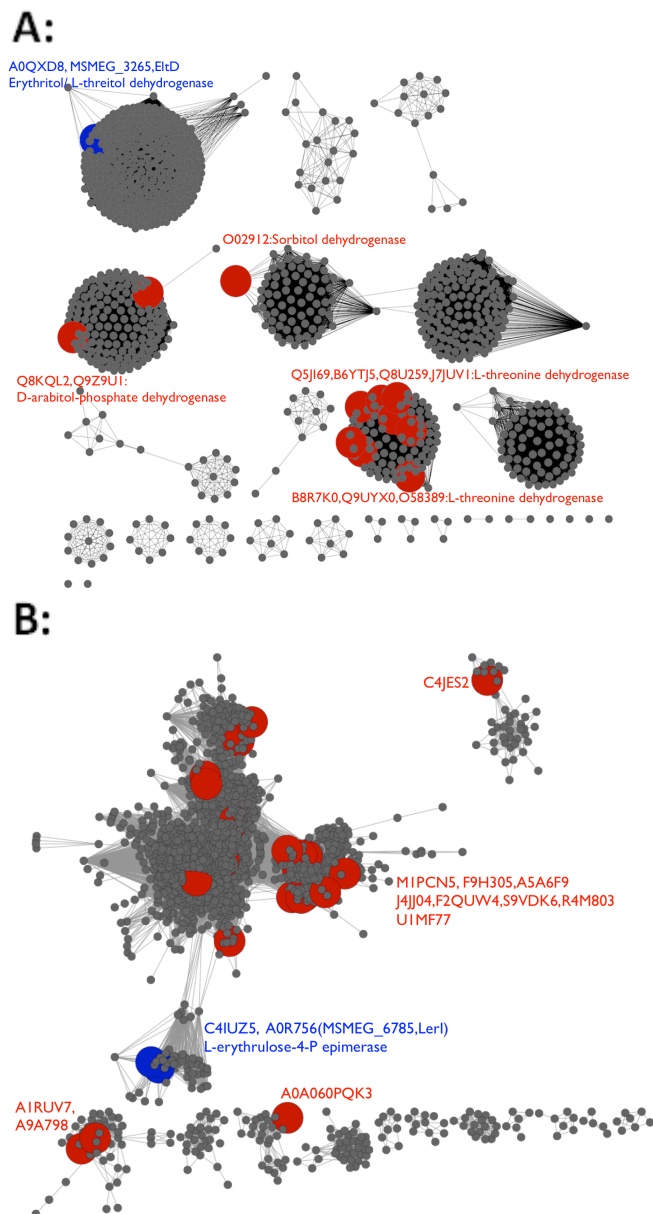 A:
A0QXD8, MSMEG_3265,EltD
Erythritol/ L-threitol dehydrogenase
O02912:Sorbitol dehydrogenase
Q8KQL2,Q9Z9U1:
D-arabitol-phosphate dehydrogenase
Q5JI69,B6YTJ5,Q8U259,J7JUV1:L-threonine dehydrogenase
B8R7K0,Q9UYX0,O58389:L-threonine dehydrogenase
B:
C4JES2
M1PCN5, F9H305,A5A6F9
J4JJ04,F2QUW4,S9VDK6,R4M803
U1MF77
C4IUZ5, A0R756(MSMEG_6785,LerI)
L-erythrulose-4-P epimerase
A0A060PQK3
A1RUV7,
A9A798